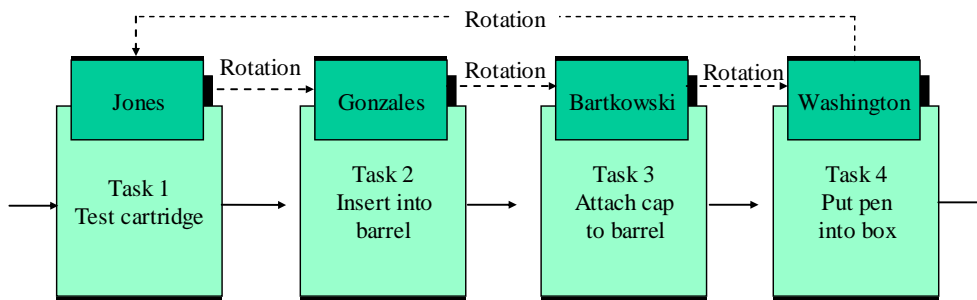 Rotation
Rotation
Rotation
Rotation
Jones
Gonzales
Bartkowski
Washington
Task 1
Test cartridge
Task 2
Insert into
barrel
Task 3
Attach cap
to barrel
Task 4
Put pen
into box